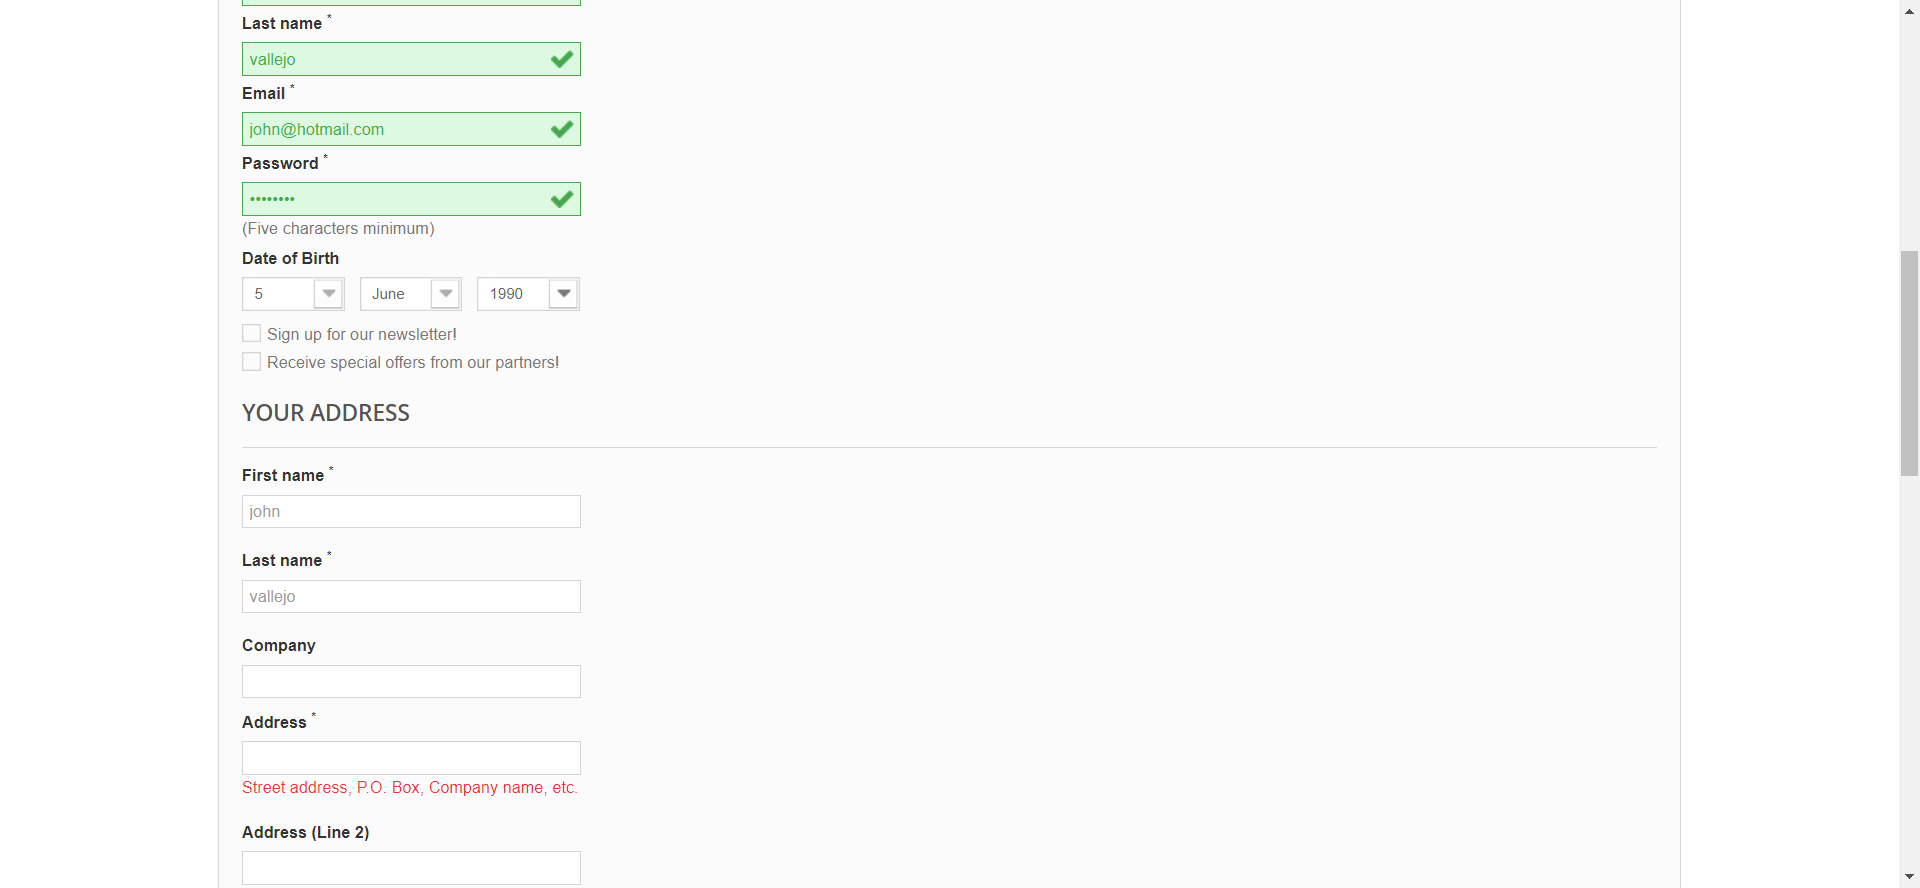 Last name *
vallejo
Email *
john@hotmail.com
Password *
••••••••
(Five characters minimum)
Date of Birth
5 June 1990
Sign up for our newsletter!
Receive special offers from our partners!
YOUR ADDRESS
First name *
john
Last name *
vallejo
Company
Address *
Street address, P.O. Box, Company name, etc.
Address (Line 2)